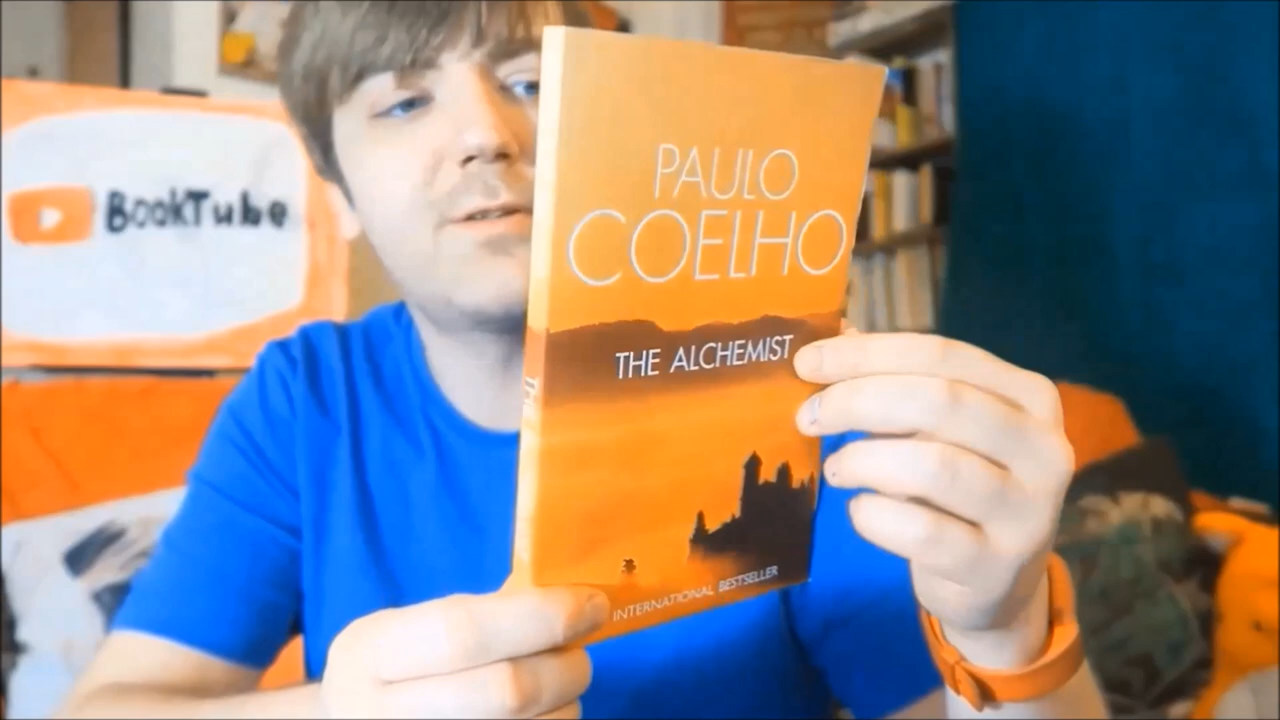 BookTube
PAULO
COELHO
THE ALCHEMIST
INTERNATIONAL BESTSELLER